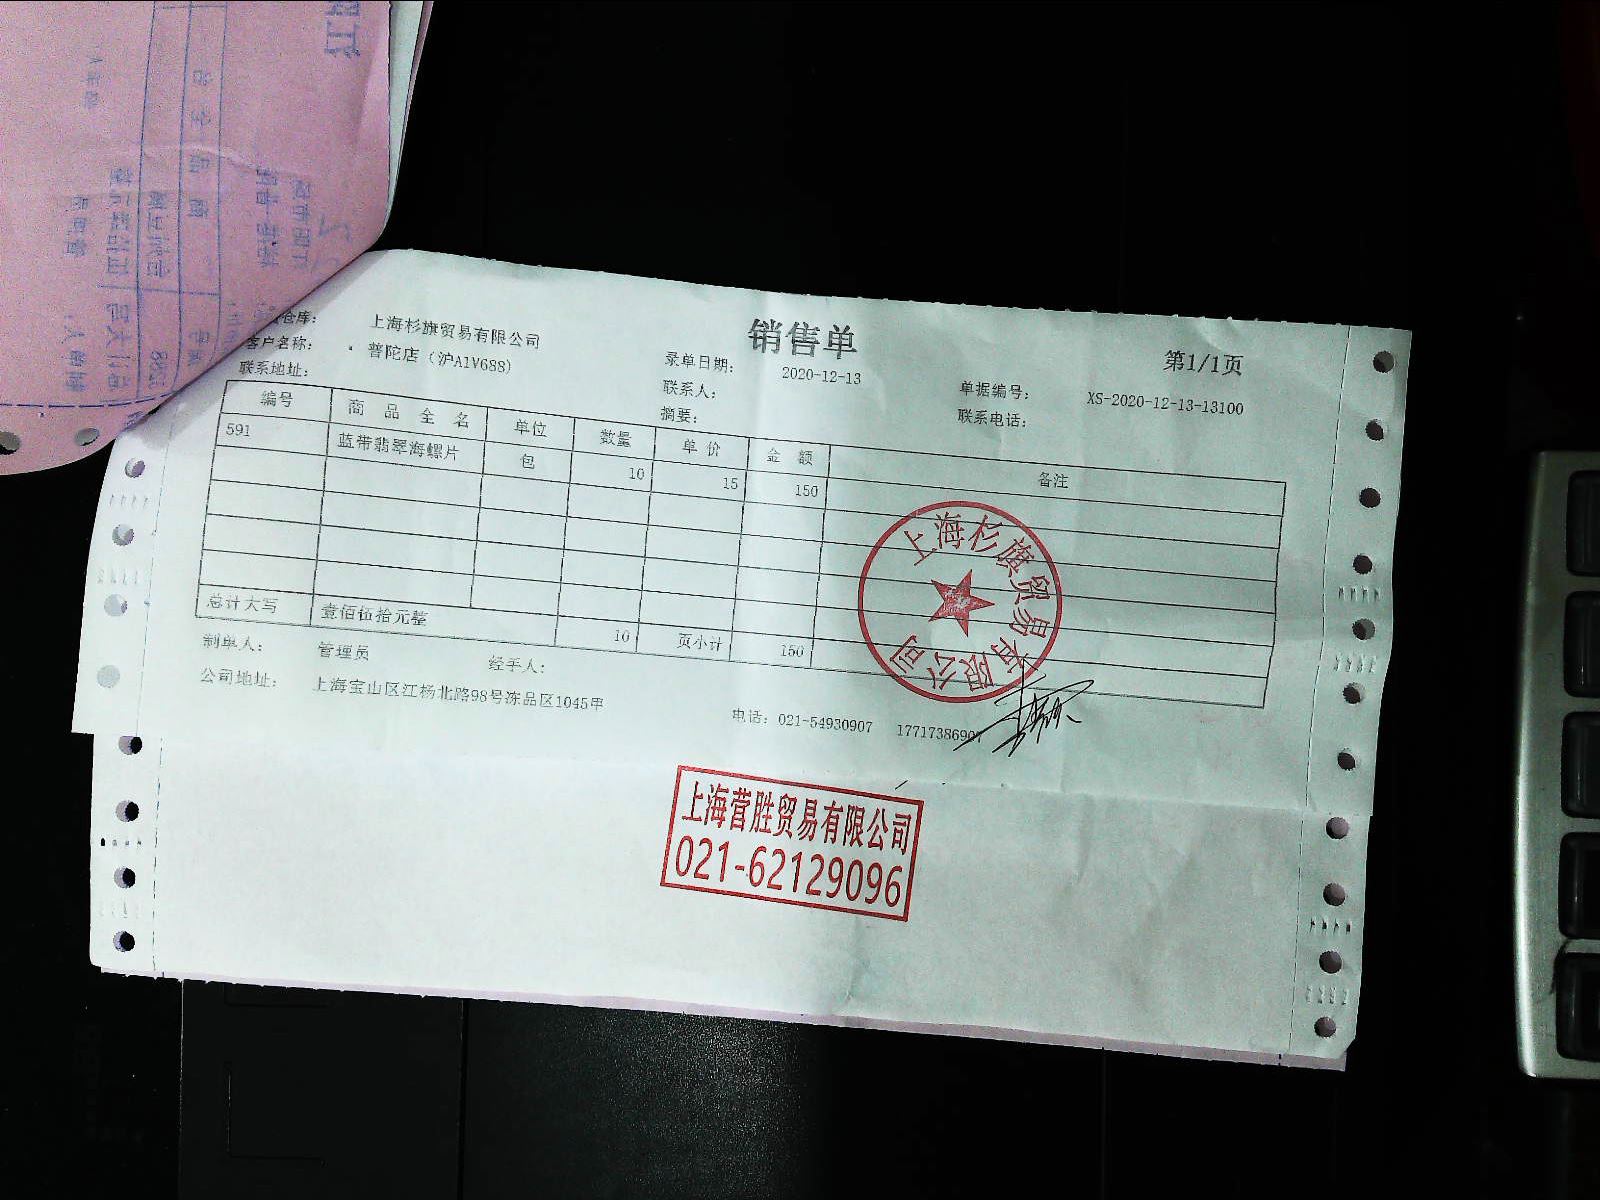 销售单
第1/1页
仓库： 上海杉旗贸易有限公司
客户名称： 普陀店（沪A1V688） 录单日期： 2020-12-13 单据编号： XS-2020-12-13-13100
联系地址： 联系人： 联系电话：
摘要：
编号 商品全名 单位 数量 单价 金额 备注
591 蓝带翡翠海螺片 包 10 15 150
总计大写 壹佰伍拾元整 10 页小计 150
制单人： 管理员 经手人：
公司地址： 上海宝山区江杨北路98号冻品区1045甲 电话：021-54930907 1771738690
上海杉旗贸易有限公司
上海营胜贸易有限公司
021-62129096